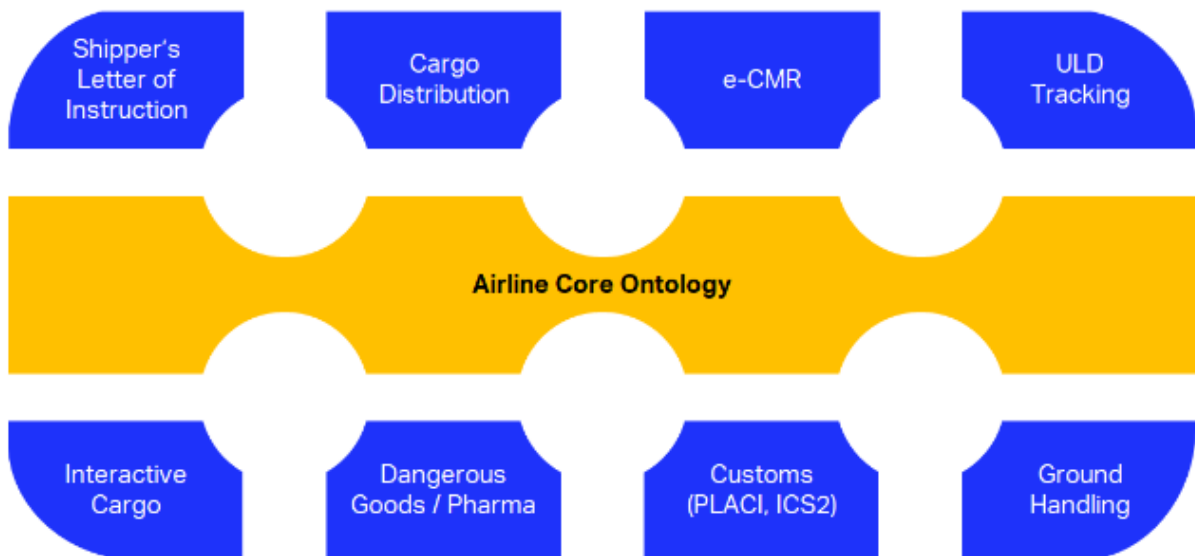 Shipper's
Letter of
Instruction
Cargo
Distribution
e-CMR
ULD
Tracking
Airline Core Ontology
Interactive
Cargo
Dangerous
Goods / Pharma
Customs
(PLACI, ICS2)
Ground
Handling